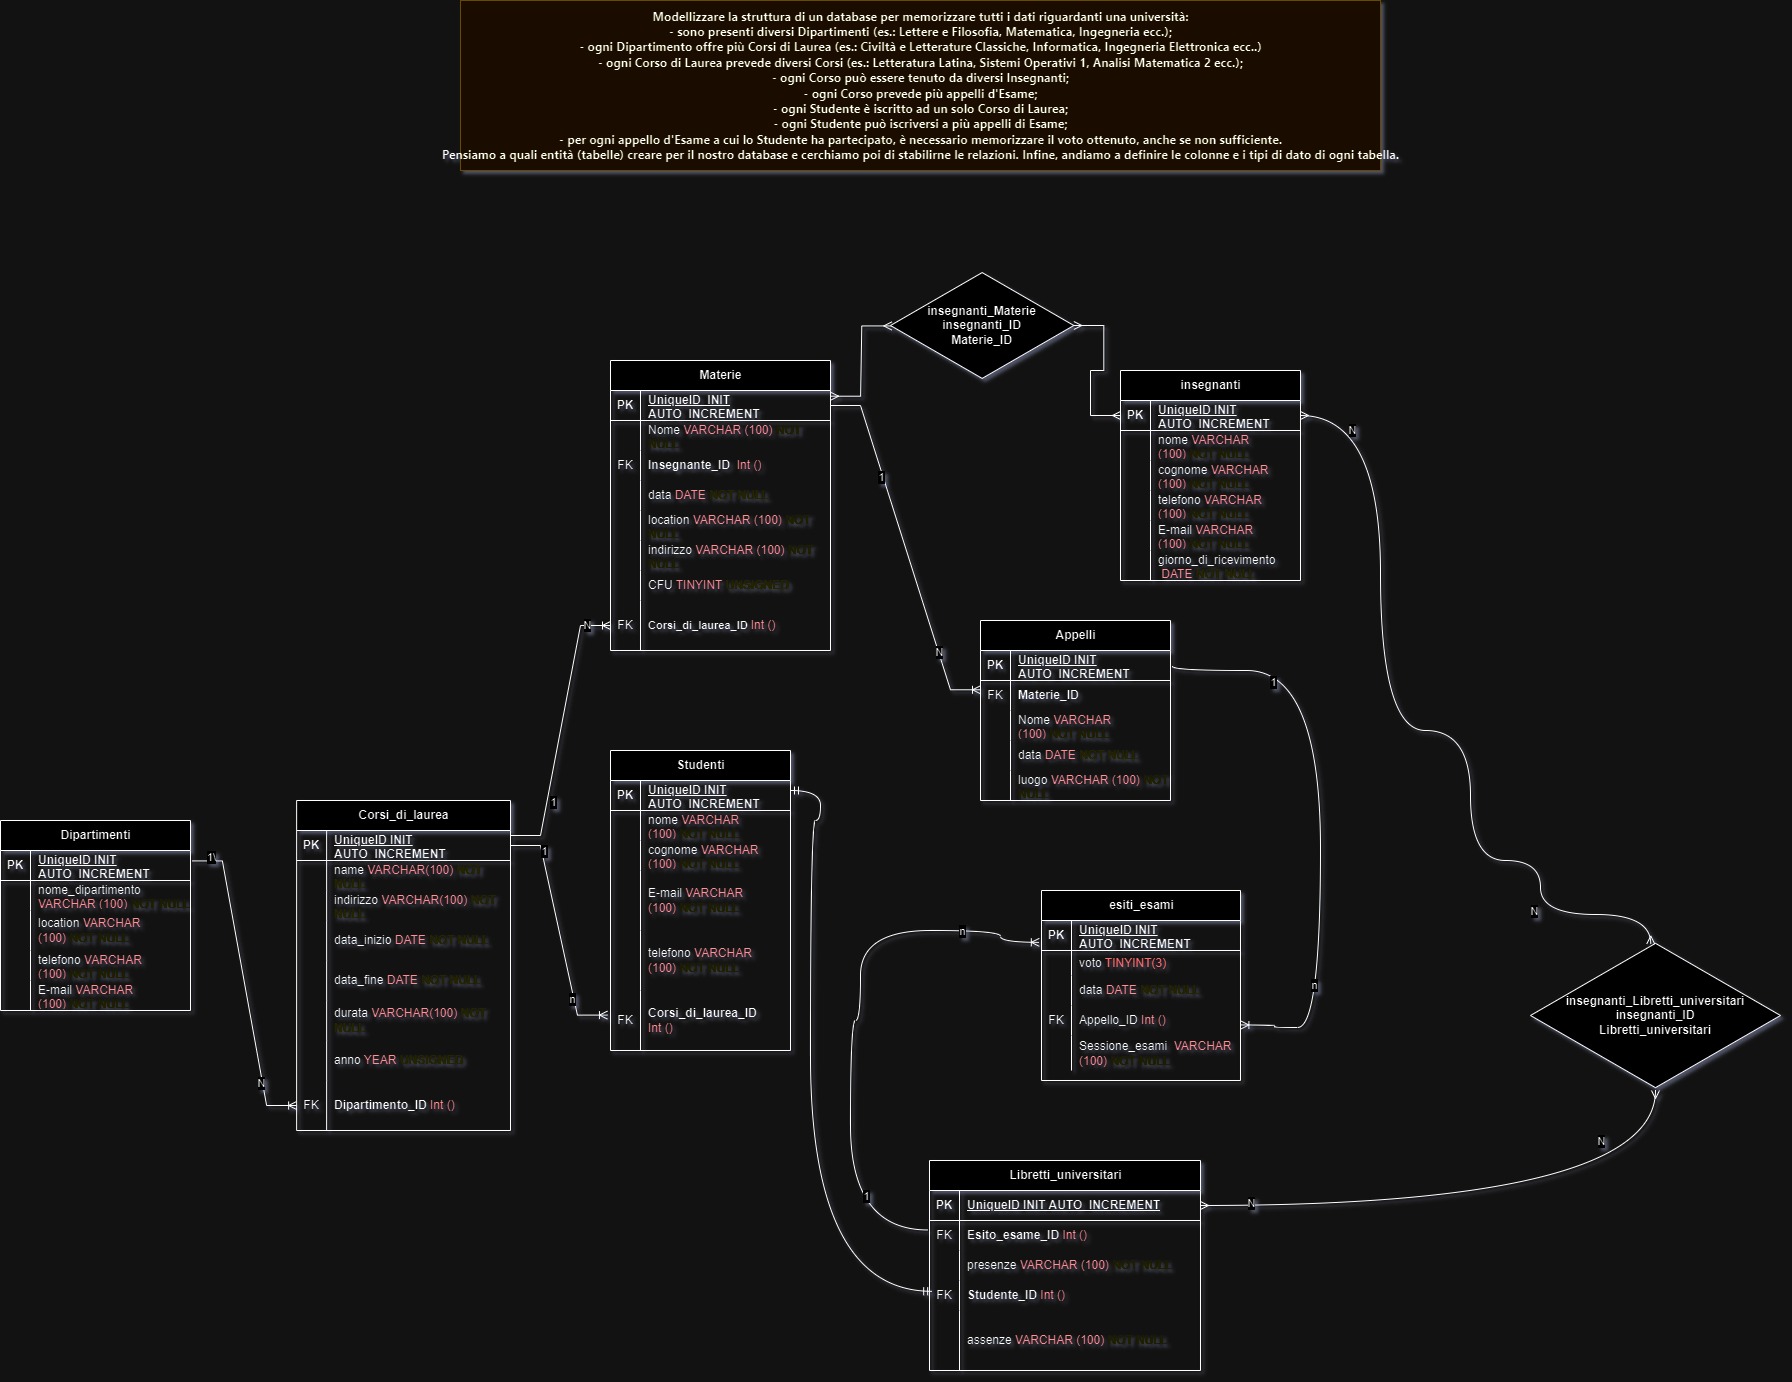 Modellizzare la struttura di un database per memorizzare tutti i dati riguardanti una università:
- sono presenti diversi Dipartimenti (es.: Lettere e Filosofia, Matematica, Ingegneria ecc.);
- ogni Dipartimento offre più Corsi di Laurea (es.: Civiltà e Letterature Classiche, Informatica, Ingegneria Elettronica ecc..)
- ogni Corso di Laurea prevede diversi Corsi (es.: Letteratura Latina, Sistemi Operativi 1, Analisi Matematica 2 ecc.);
- ogni Corso può essere tenuto da diversi Insegnanti;
- ogni Corso prevede più appelli d'Esame;
- ogni Studente è iscritto ad un solo Corso di Laurea;
- ogni Studente può iscriversi a più appelli di Esame;
- per ogni appello d'Esame a cui lo Studente ha partecipato, è necessario memorizzare il voto ottenuto, anche se non sufficiente.
Pensiamo a quali entità (tabelle) creare per il nostro database e cerchiamo poi di stabilirne le relazioni. Infine, andiamo a definire le colonne e i tipi di dato di ogni tabella.
insegnanti_Materie
insegnanti_ID
Materie_ID
Materie
PK
UniqueID INIT
AUTO_INCREMENT
Nome VARCHAR (100) NOT
NULL
FK
Insegnante_ID Int ()
data DATE NOT NULL
location VARCHAR (100) NOT
NULL
indirizzo VARCHAR (100) NOT
NULL
CFU TINYINT UNSIGNED
FK
Corsi_di_laurea_ID Int ()
insegnanti
PK
UniqueID INIT
AUTO_INCREMENT
nome VARCHAR
(100) NOT NULL
cognome VARCHAR
(100) NOT NULL
telefono VARCHAR
(100) NOT NULL
E-mail VARCHAR
(100) NOT NULL
giorno_di_ricevimento
DATE NOT NULL
N
1
N
N
1
Appelli
PK
UniqueID INIT
AUTO_INCREMENT
FK
Materie_ID
Nome VARCHAR
(100) NOT NULL
data DATE NOT NULL
luogo VARCHAR (100) NOT
NULL
1
Studenti
PK
UniqueID INIT
AUTO_INCREMENT
nome VARCHAR
(100) NOT NULL
cognome VARCHAR
(100) NOT NULL
E-mail VARCHAR
(100) NOT NULL
telefono VARCHAR
(100) NOT NULL
FK
Corsi_di_laurea_ID
Int ()
Corsi_di_laurea
PK
UniqueID INIT
AUTO_INCREMENT
name VARCHAR(100) NOT
NULL
indirizzo VARCHAR(100) NOT
NULL
data_inizio DATE NOT NULL
data_fine DATE NOT NULL
durata VARCHAR(100) NOT
NULL
anno YEAR UNSIGNED
FK
Dipartimento_ID Int ()
1
n
Dipartimenti
PK
UniqueID INIT
AUTO_INCREMENT
nome_dipartimento
VARCHAR (100) NOT NULL
location VARCHAR
(100) NOT NULL
telefono VARCHAR
(100) NOT NULL
E-mail VARCHAR
(100) NOT NULL
1
N
esiti_esami
PK
UniqueID INIT
AUTO_INCREMENT
voto TINYINT(3)
data DATE NOT NULL
FK
Appello_ID Int ()
Sessione_esami VARCHAR
(100) NOT NULL
n
n
N
insegnanti_Libretti_universitari
insegnanti_ID
Libretti_universitari
N
Libretti_universitari
PK
UniqueID INIT AUTO_INCREMENT
FK
Esito_esame_ID Int ()
presenze VARCHAR (100) NOT NULL
FK
Studente_ID Int ()
assenze VARCHAR (100) NOT NULL
1
N